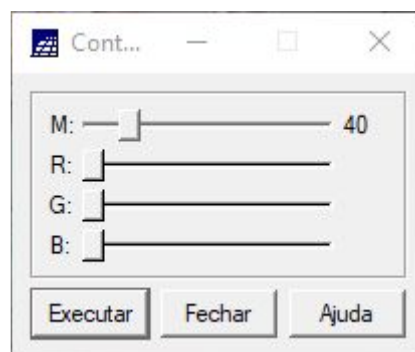 Cont...
M: 40
R:
G:
B:
Executar Fechar Ajuda